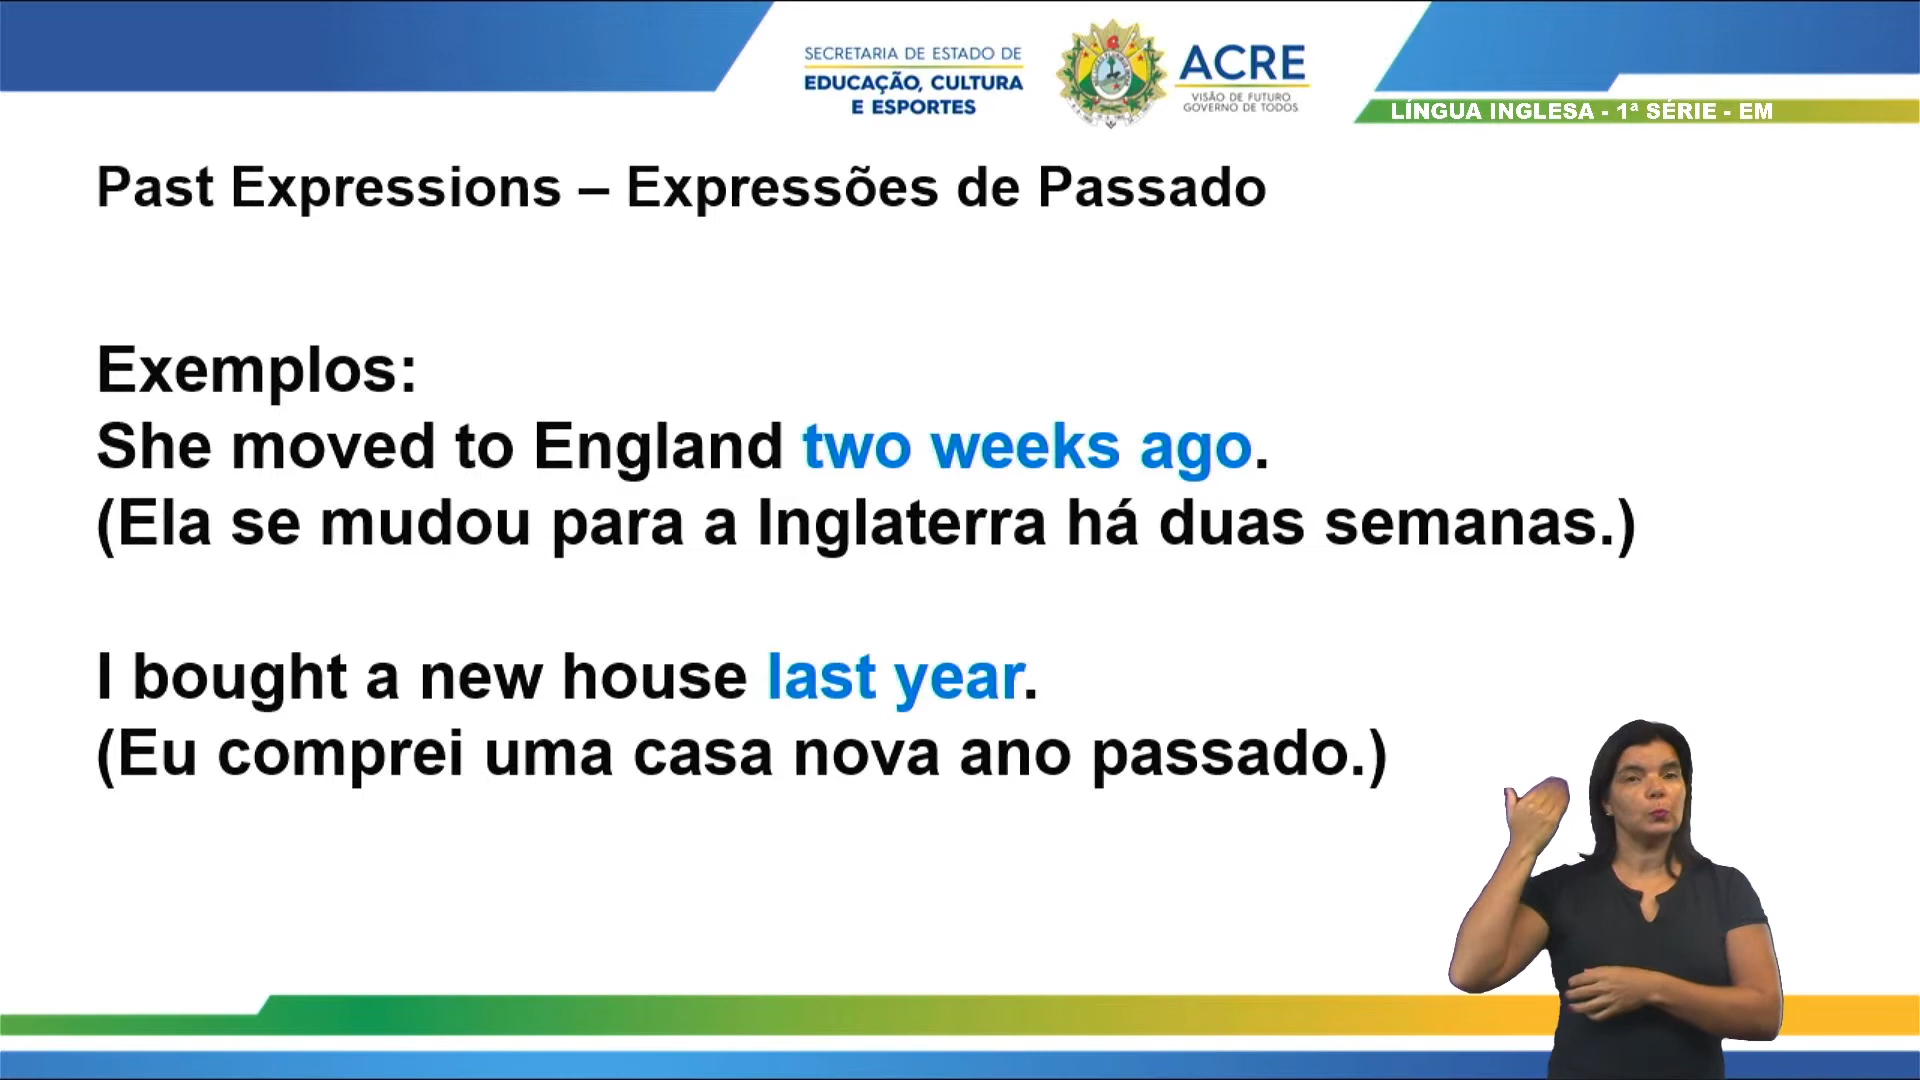 SECRETARIA DE ESTADO DE
EDUCAÇÃO, CULTURA
E ESPORTES
ACRE
VISÃO DE FUTURO
GOVERNO DE TODOS
LÍNGUA INGLESA - 1ª SÉRIE - EM
Past Expressions – Expressões de Passado
Exemplos:
She moved to England two weeks ago.
(Ela se mudou para a Inglaterra há duas semanas.)
I bought a new house last year.
(Eu comprei uma casa nova ano passado.)